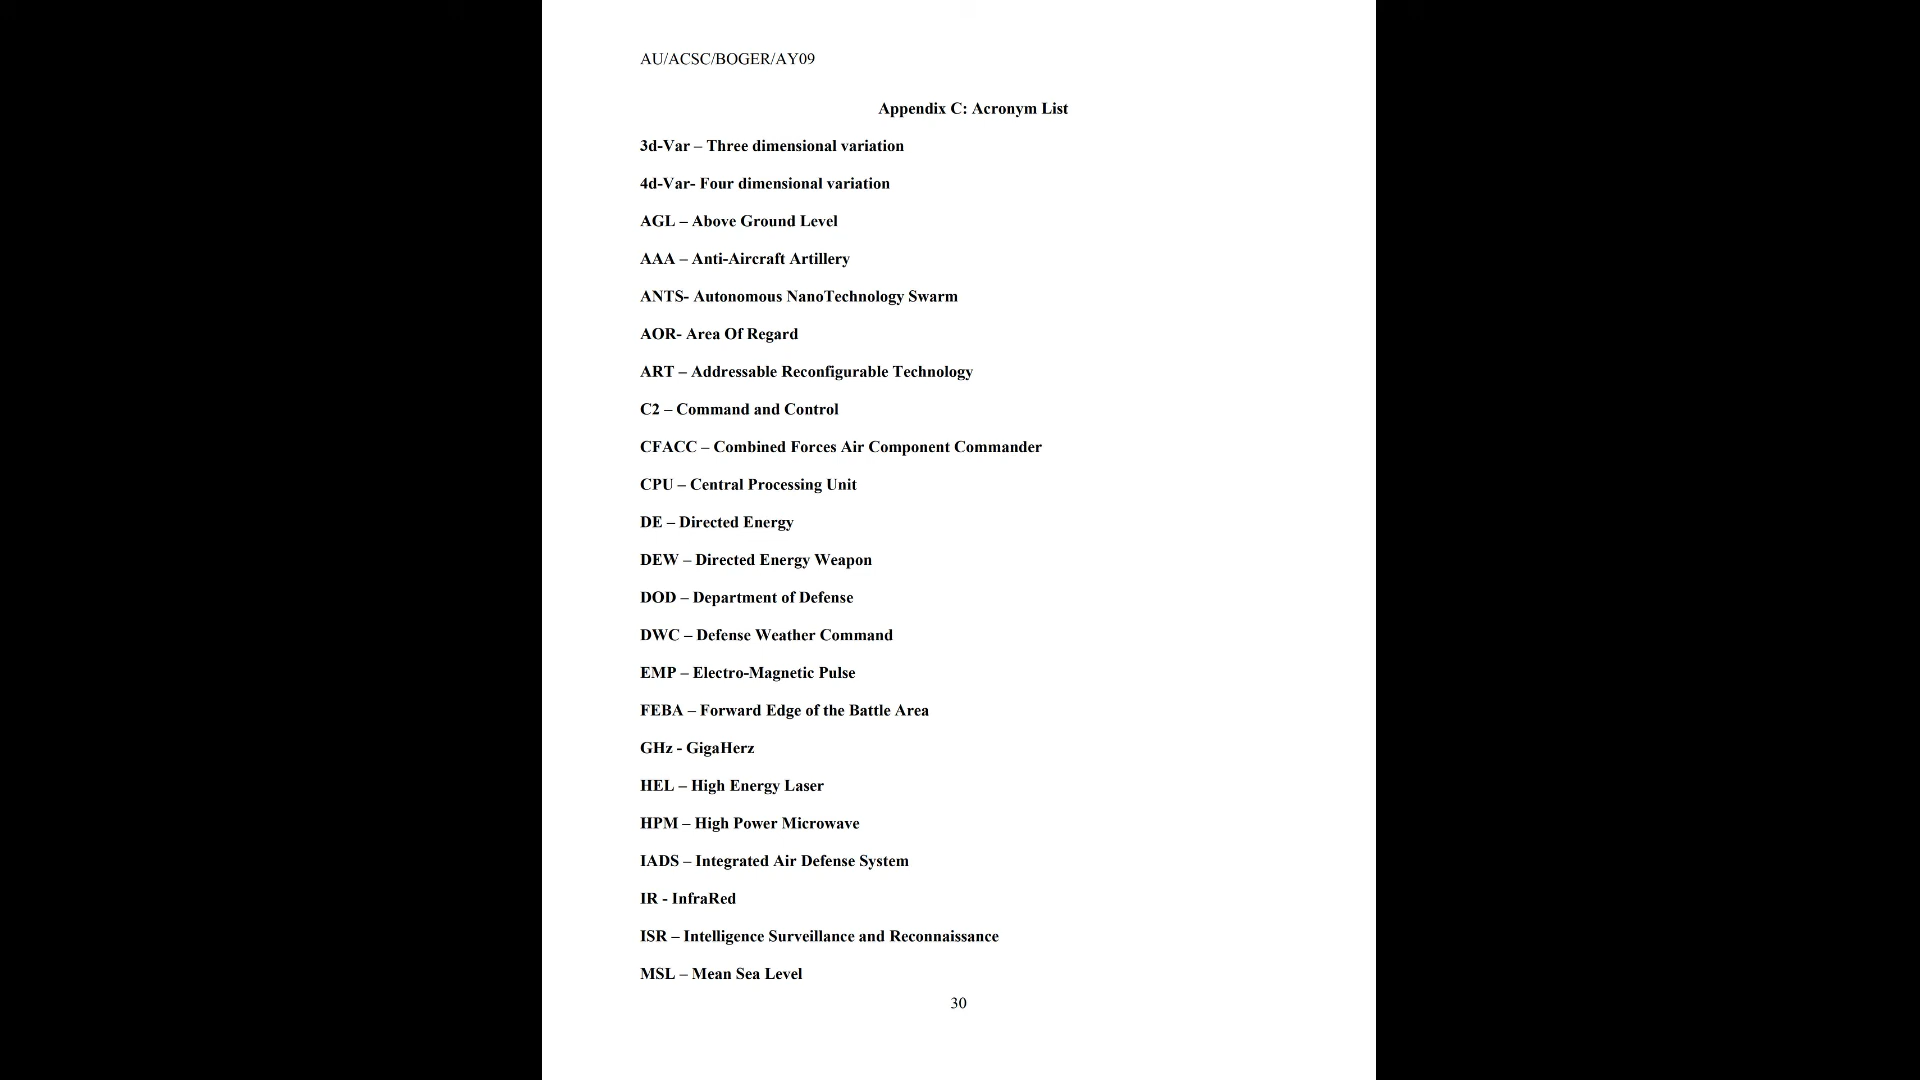 AU/ACSC/BOGER/AY09
Appendix C: Acronym List
3d-Var – Three dimensional variation
4d-Var- Four dimensional variation
AGL – Above Ground Level
AAA – Anti-Aircraft Artillery
ANTS- Autonomous NanoTechnology Swarm
AOR- Area Of Regard
ART – Addressable Reconfigurable Technology
C2 – Command and Control
CFACC – Combined Forces Air Component Commander
CPU – Central Processing Unit
DE – Directed Energy
DEW – Directed Energy Weapon
DOD – Department of Defense
DWC – Defense Weather Command
EMP – Electro-Magnetic Pulse
FEBA – Forward Edge of the Battle Area
GHz - GigaHerz
HEL – High Energy Laser
HPM – High Power Microwave
IADS – Integrated Air Defense System
IR - InfraRed
ISR – Intelligence Surveillance and Reconnaissance
MSL – Mean Sea Level
30